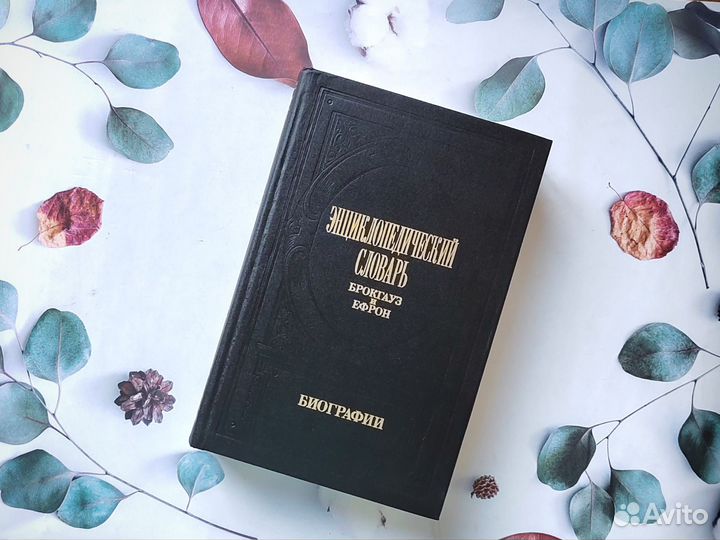 ЭНЦИКЛОПЕДИЧЕСКИЙ
СЛОВАРЬ
БРОКГАУЗ
И
ЕФРОН
БИОГРАФИИ
Avito